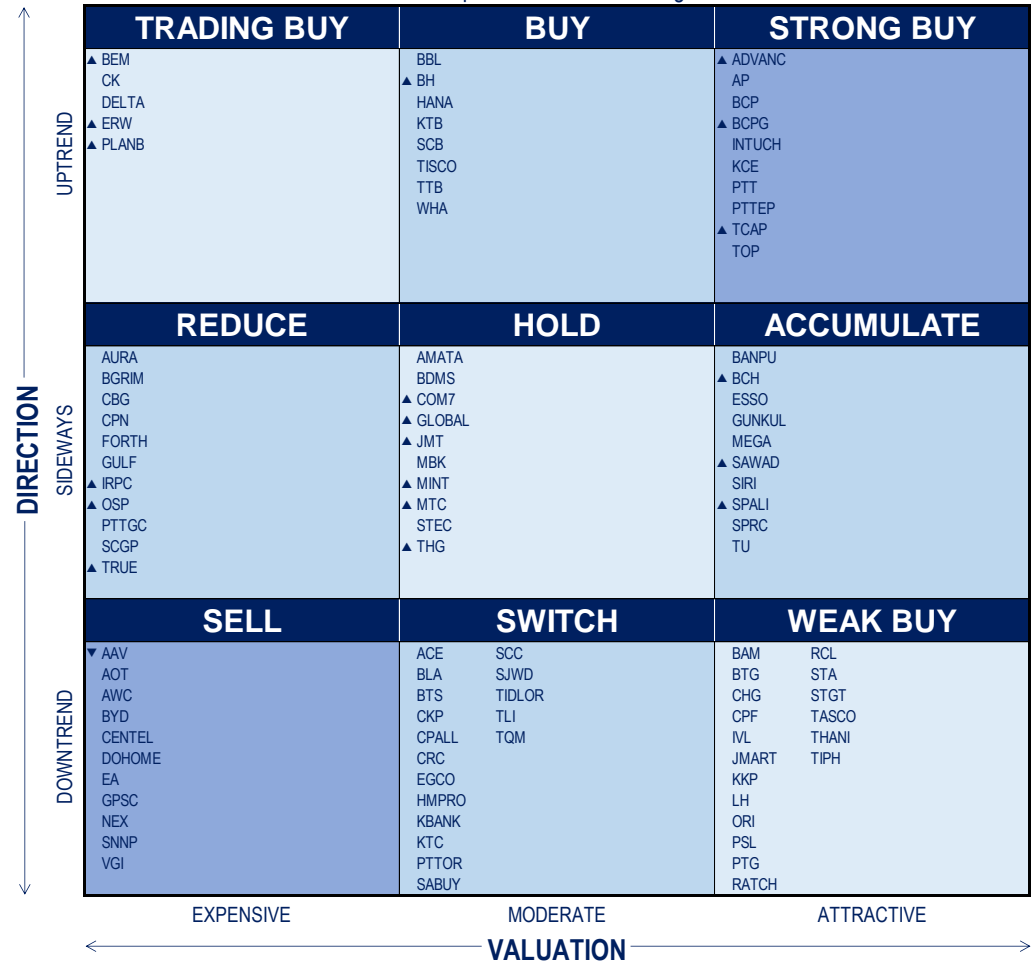 TRADING BUY BUY STRONG BUY
▲ BEM
CK
DELTA
▲ ERW
▲ PLANB
BBL
▲ BH
HANA
KTB
SCB
TISCO
TTB
WHA
▲ ADVANC
AP
BCP
▲ BCPG
INTUCH
KCE
PTT
PTTEP
▲ TCAP
TOP
UPTREND
REDUCE HOLD ACCUMULATE
AURA
BGRIM
CBG
CPN
FORTH
GULF
▲ IRPC
▲ OSP
PTTGC
SCGP
▲ TRUE
AMATA
BDMS
▲ COM7
▲ GLOBAL
▲ JMT
MBK
▲ MINT
▲ MTC
STEC
▲ THG
BANPU
▲ BCH
ESSO
GUNKUL
MEGA
▲ SAWAD
SIRI
▲ SPALI
SPRC
TU
DIRECTION
SIDEWAYS
SELL SWITCH WEAK BUY
▼ AAV
AOT
AWC
BYD
CENTEL
DOHOME
EA
GPSC
NEX
SNNP
VGI
ACE SCC
BLA SJWD
BTS TIDLOR
CKP TLI
CPALL TQM
CRC
EGCO
HMPRO
KBANK
KTC
PTTOR
SABUY
BAM RCL
BTG STA
CHG STGT
CPF TASCO
IVL THANI
JMART TIPH
KKP
LH
ORI
PSL
PTG
RATCH
DOWNTREND
EXPENSIVE MODERATE ATTRACTIVE
VALUATION